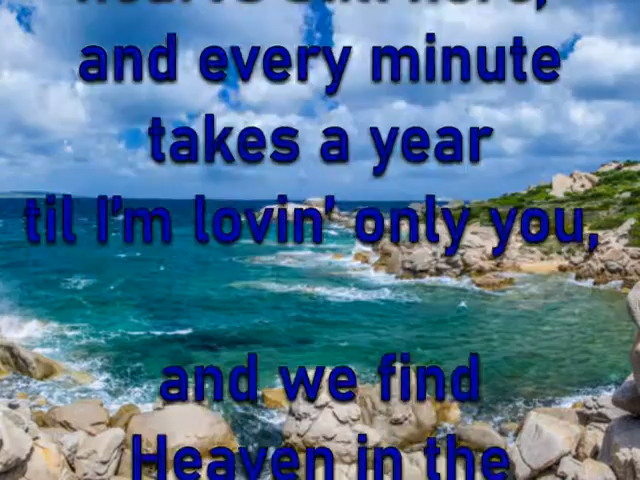 and every minute
takes a year
til I'm lovin' only you,
and we find
Heaven in the